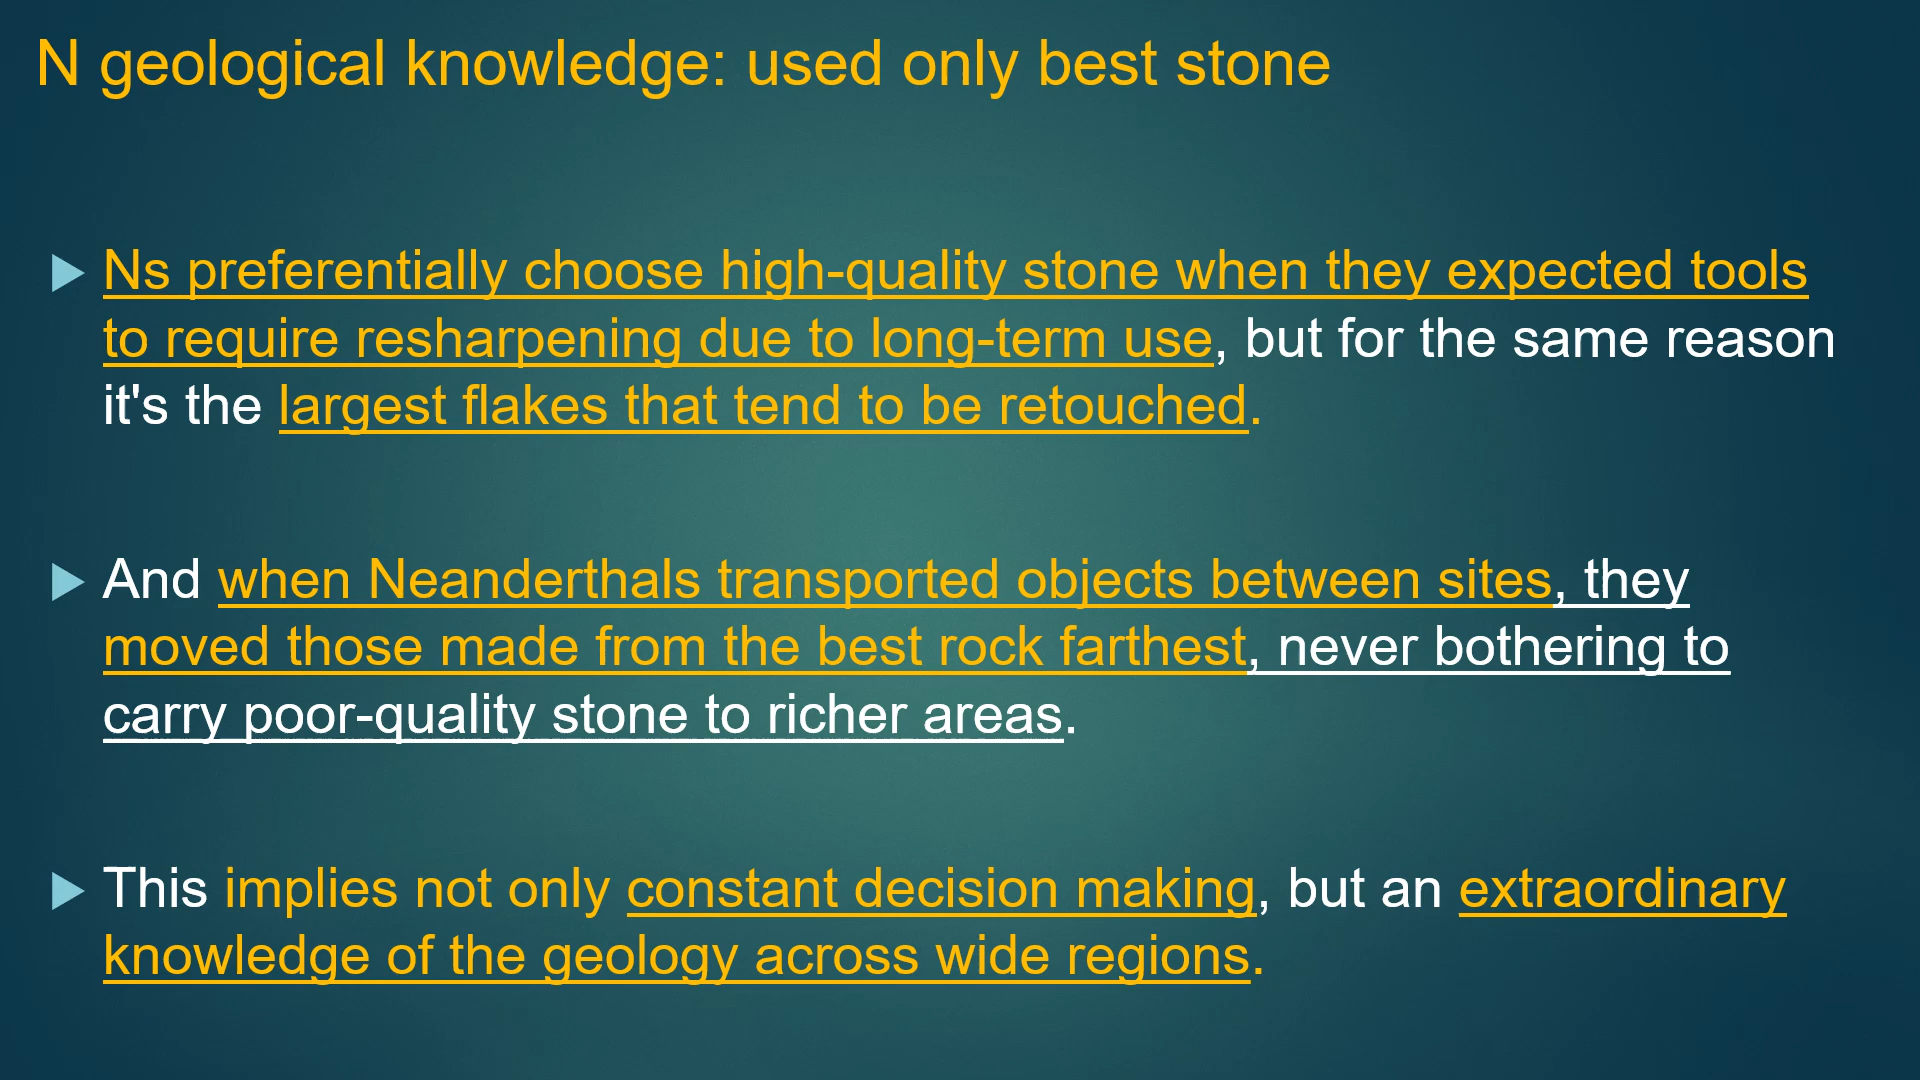 N geological knowledge: used only best stone
Ns preferentially choose high-quality stone when they expected tools
to require resharpening due to long-term use, but for the same reason
it's the largest flakes that tend to be retouched.
And when Neanderthals transported objects between sites, they
moved those made from the best rock farthest, never bothering to
carry poor-quality stone to richer areas.
This implies not only constant decision making, but an extraordinary
knowledge of the geology across wide regions.